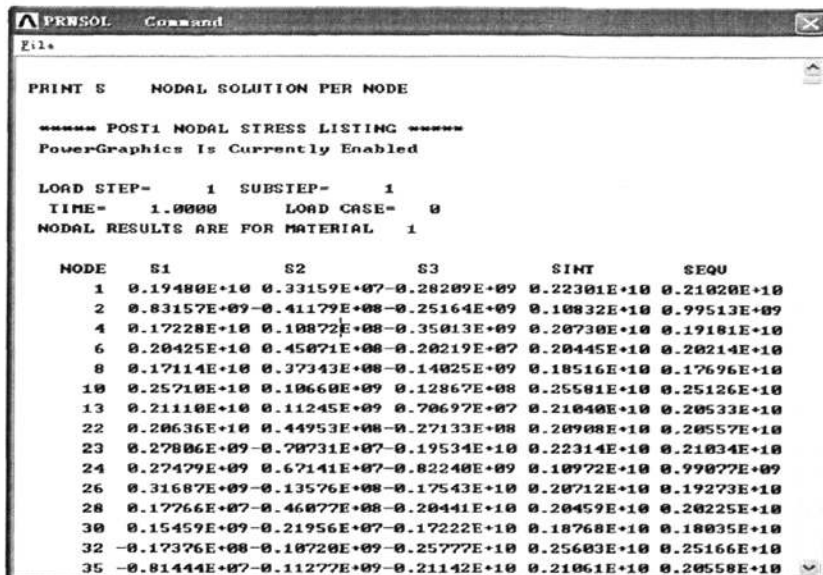 PRNSOL Command
File
PRINT S NODAL SOLUTION PER NODE
***** POST1 NODAL STRESS LISTING *****
PowerGraphics Is Currently Enabled
LOAD STEP= 1 SUBSTEP= 1
TIME= 1.0000 LOAD CASE= 0
NODAL RESULTS ARE FOR MATERIAL 1
NODE S1 S2 S3 SINT SEQU
1 0.19480E+10 0.33159E+07-0.28209E+09 0.22301E+10 0.21020E+10
2 0.83157E+09-0.41179E+08-0.25164E+09 0.10832E+10 0.99513E+09
4 0.17228E+10 0.10872E+08-0.35013E+09 0.20730E+10 0.19181E+10
6 0.20425E+10 0.45071E+08-0.20219E+07 0.20445E+10 0.20214E+10
8 0.17114E+10 0.37343E+08-0.14025E+09 0.18516E+10 0.17696E+10
10 0.25710E+10 0.10660E+09 0.12867E+08 0.25581E+10 0.25126E+10
13 0.21110E+10 0.11245E+09 0.70697E+07 0.21040E+10 0.20533E+10
22 0.20636E+10 0.44953E+08-0.27133E+08 0.20908E+10 0.20557E+10
23 0.27806E+09-0.70731E+07-0.19534E+10 0.22314E+10 0.21034E+10
24 0.27479E+09 0.67141E+07-0.82240E+09 0.10972E+10 0.99077E+09
26 0.31687E+09-0.13576E+08-0.17543E+10 0.20712E+10 0.19273E+10
28 0.17766E+07-0.46077E+08-0.20441E+10 0.20459E+10 0.20225E+10
30 0.15459E+09-0.21956E+07-0.17222E+10 0.18768E+10 0.18035E+10
32 -0.17376E+08-0.10720E+09-0.25777E+10 0.25603E+10 0.25166E+10
35 -0.81444E+07-0.11277E+09-0.21142E+10 0.21061E+10 0.20558E+10